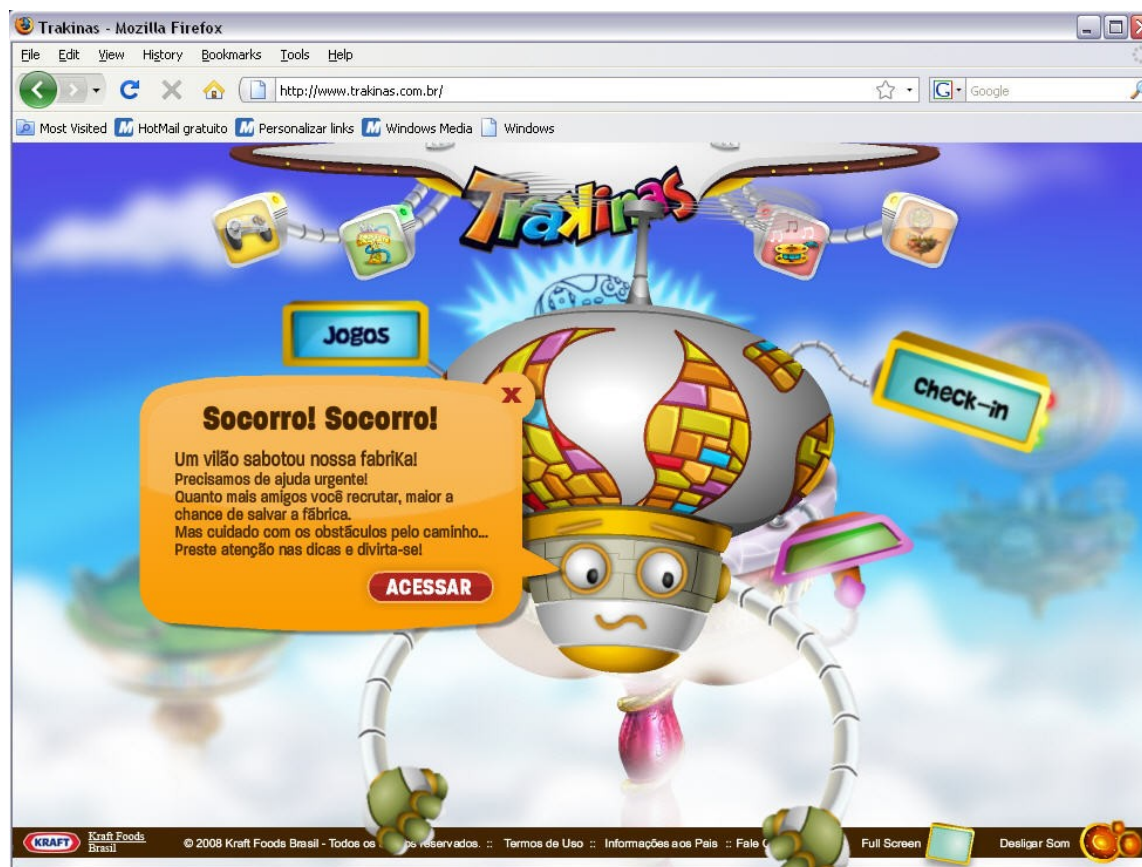 Trakinas - Mozilla Firefox
File Edit View History Bookmarks Tools Help
http://www.trakinas.com.br/
G Google
Most Visited HotMail gratuito Personalizar links Windows Media Windows
Trakinas
Jogos
CheCK-in
x
Socorro! Socorro!
Um vilão sabotou nossa fabriKa!
Precisamos de ajuda urgente!
Quanto mais amigos você recrutar, maior a
chance de salvar a fábrica.
Mas cuidado com os obstáculos pelo caminho...
Preste atenção nas dicas e divirta-se!
ACESSAR
KRAFT Kraft Foods
Brasil
© 2008 Kraft Foods Brasil - Todos os reservados. :: Termos de Uso :: Informações aos Pais :: Fale Full Screen Desligar Som